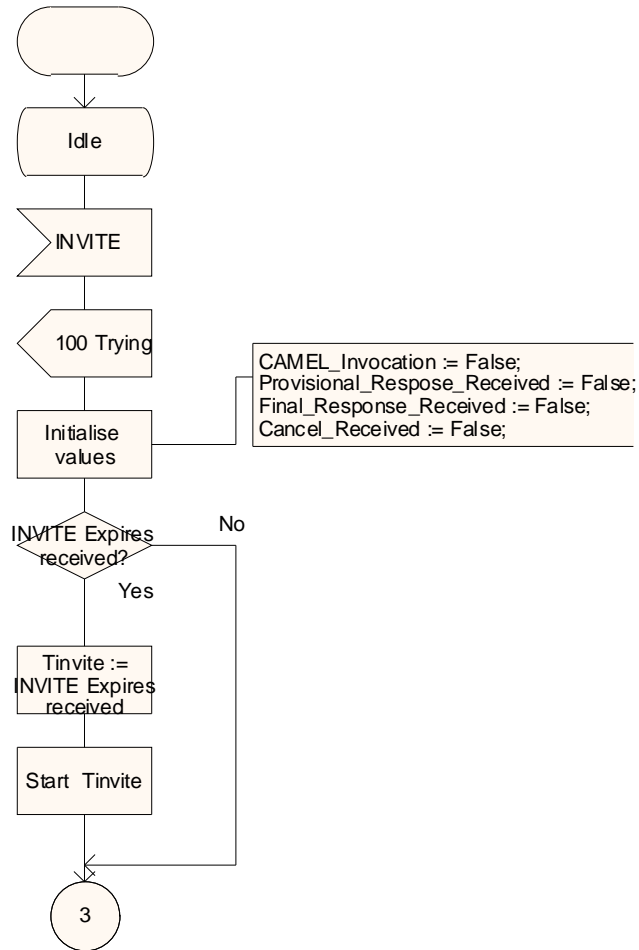 Idle
INVITE
100 Trying
CAMEL_Invocation := False;
Provisional_Respose_Received := False;
Final_Response_Received := False;
Cancel_Received := False;
Initialise
values
INVITE Expires
received?
No
Yes
Tinvite :=
INVITE Expires
received
Start Tinvite
3